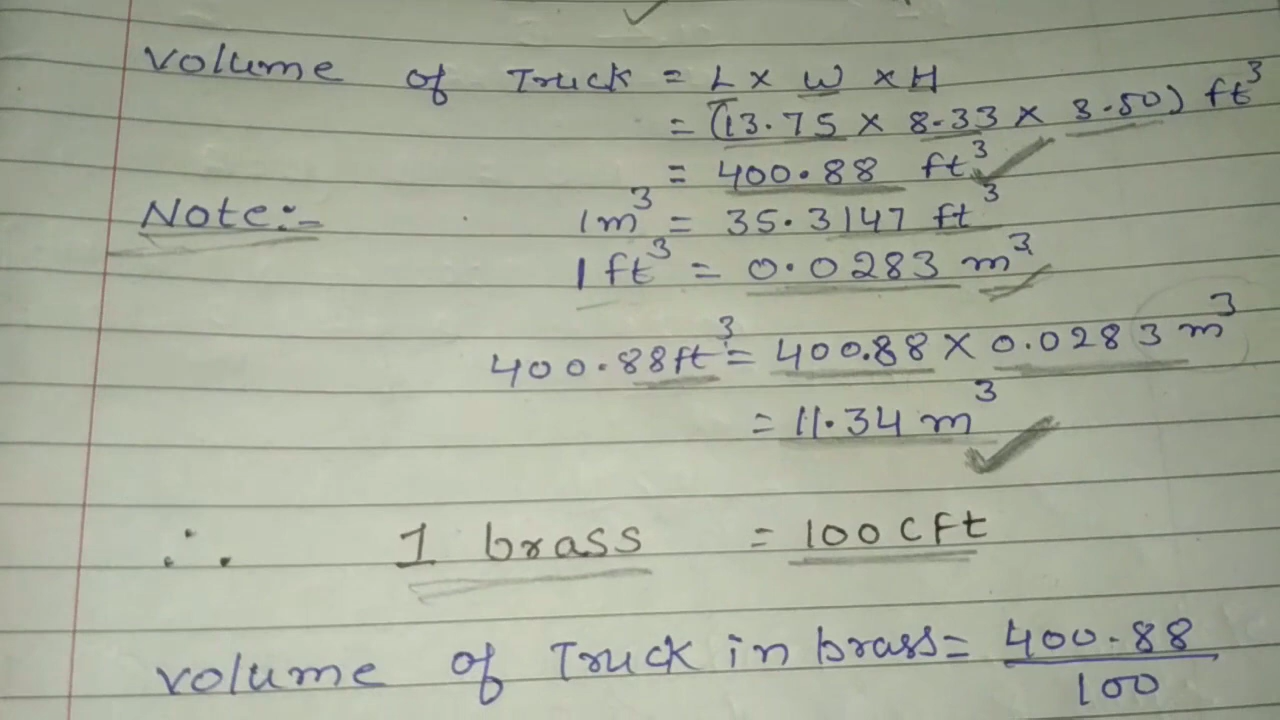 Volume of Truck = L x W x H
= (13.75 x 8.33 x 3.50) ft³
= 400.88 ft³
Note:- 1m³ = 35.3147 ft³
1 ft³ = 0.0283 m³
400.88ft³ = 400.88 x 0.0283 m³
= 11.34 m³
∴ 1 brass = 100 Cft
Volume of Truck in brass = 400.88
100